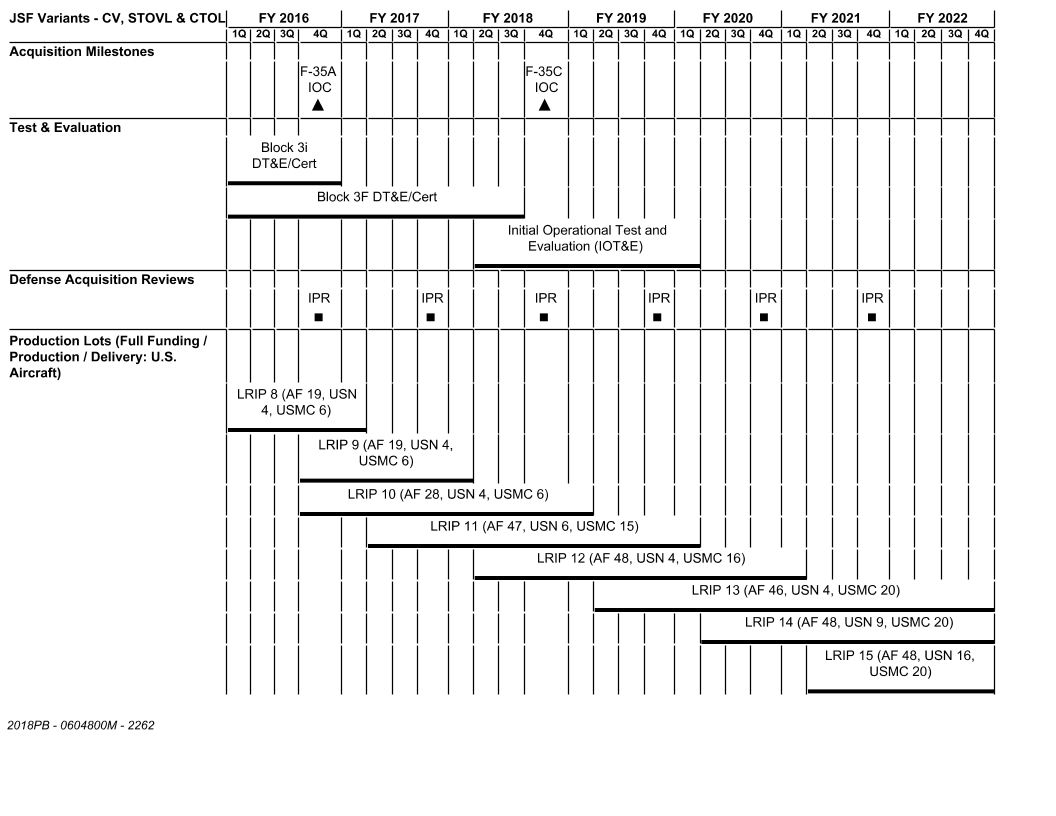 JSF Variants - CV, STOVL & CTOL FY 2016 FY 2017 FY 2018 FY 2019 FY 2020 FY 2021 FY 2022
1Q 2Q 3Q 4Q 1Q 2Q 3Q 4Q 1Q 2Q 3Q 4Q 1Q 2Q 3Q 4Q 1Q 2Q 3Q 4Q 1Q 2Q 3Q 4Q 1Q 2Q 3Q 4Q
Acquisition Milestones
F-35A F-35C
IOC IOC
Test & Evaluation
Block 3i
DT&E/Cert
Block 3F DT&E/Cert
Initial Operational Test and
Evaluation (IOT&E)
Defense Acquisition Reviews
IPR IPR IPR IPR IPR IPR
Production Lots (Full Funding /
Production / Delivery: U.S.
Aircraft)
LRIP 8 (AF 19, USN
4, USMC 6)
LRIP 9 (AF 19, USN 4,
USMC 6)
LRIP 10 (AF 28, USN 4, USMC 6)
LRIP 11 (AF 47, USN 6, USMC 15)
LRIP 12 (AF 48, USN 4, USMC 16)
LRIP 13 (AF 46, USN 4, USMC 20)
LRIP 14 (AF 48, USN 9, USMC 20)
LRIP 15 (AF 48, USN 16,
USMC 20)
2018PB - 0604800M - 2262